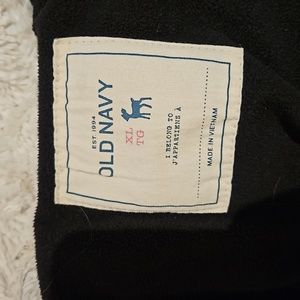 EST. 1994
OLD NAVY
XL
TG
I BELONG TO
J'APPARTIENS À
MADE IN VIETNAM